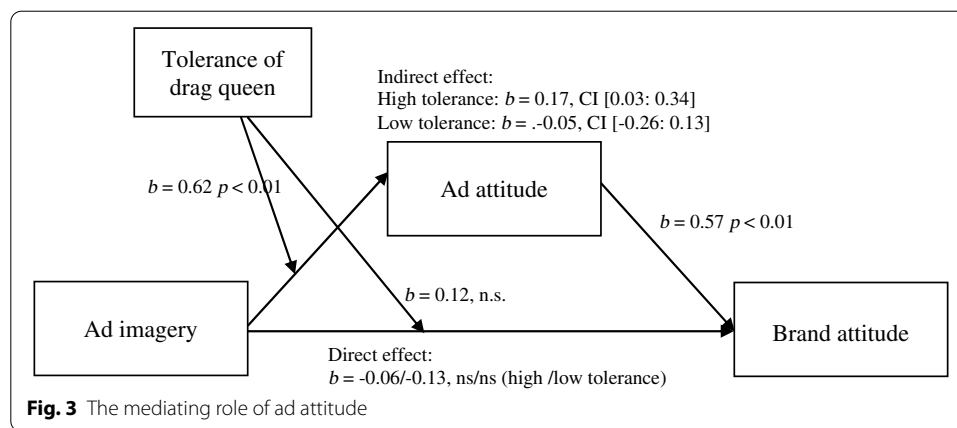 Tolerance of
drag queen
Indirect effect:
High tolerance: b = 0.17, CI [0.03: 0.34]
Low tolerance: b = .-0.05, CI [-0.26: 0.13]
b = 0.62 p < 0.01
Ad attitude
b = 0.57 p < 0.01
b = 0.12, n.s.
Ad imagery
Brand attitude
Direct effect:
b = -0.06/-0.13, ns/ns (high /low tolerance)
Fig. 3 The mediating role of ad attitude